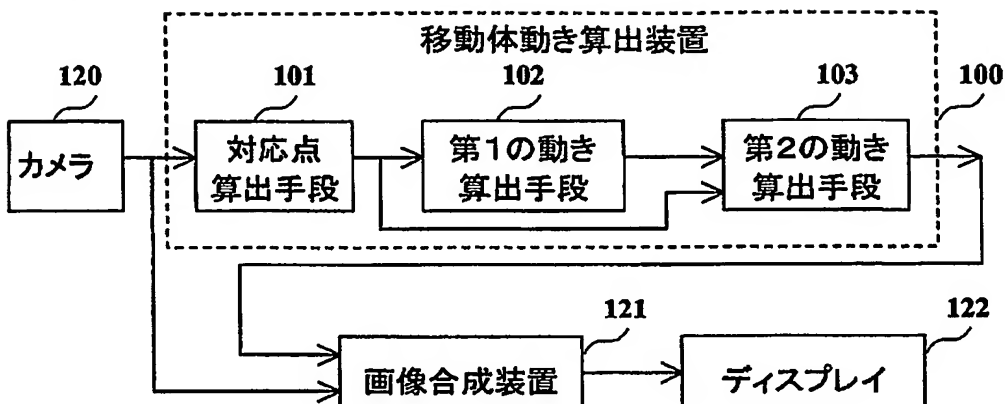 移動体動き算出装置
120
101
102
103
100
カメラ
対応点
算出手段
第1の動き
算出手段
第2の動き
算出手段
121
122
画像合成装置
ディスプレイ